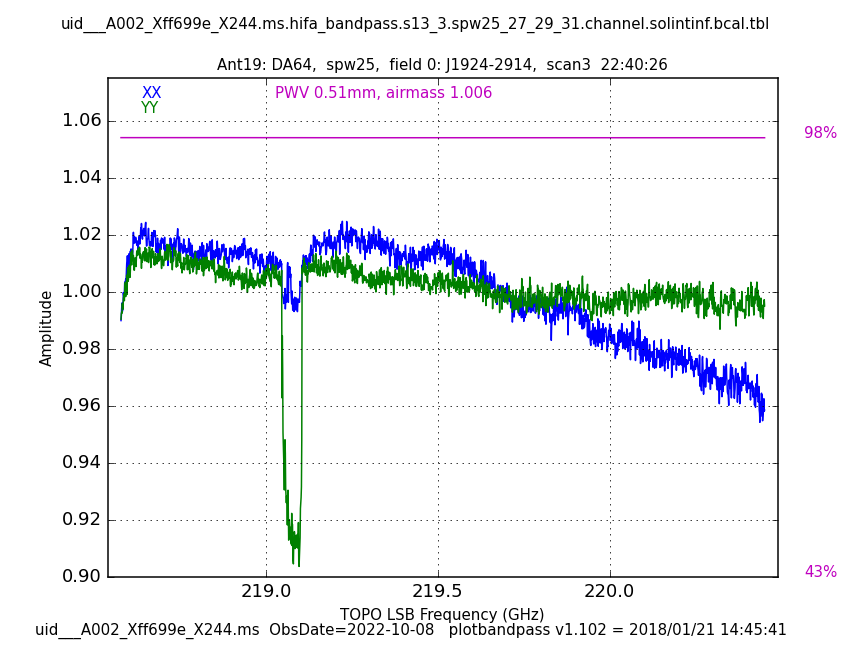 uid___A002_Xff699e_X244.ms.hifa_bandpass.s13_3.spw25_27_29_31.channel.solintinf.bcal.tbl
Ant19: DA64,  spw25,  field 0: J1924-2914,  scan3  22:40:26
XX
PWV 0.51mm, airmass 1.006
YY
1.06
98%
1.04
1.02
1.00
0.98
0.96
0.94
0.92
0.90
43%
Amplitude
219.0
219.5
220.0
TOPO LSB Frequency (GHz)
uid___A002_Xff699e_X244.ms  ObsDate=2022-10-08   plotbandpass v1.102 = 2018/01/21 14:45:41